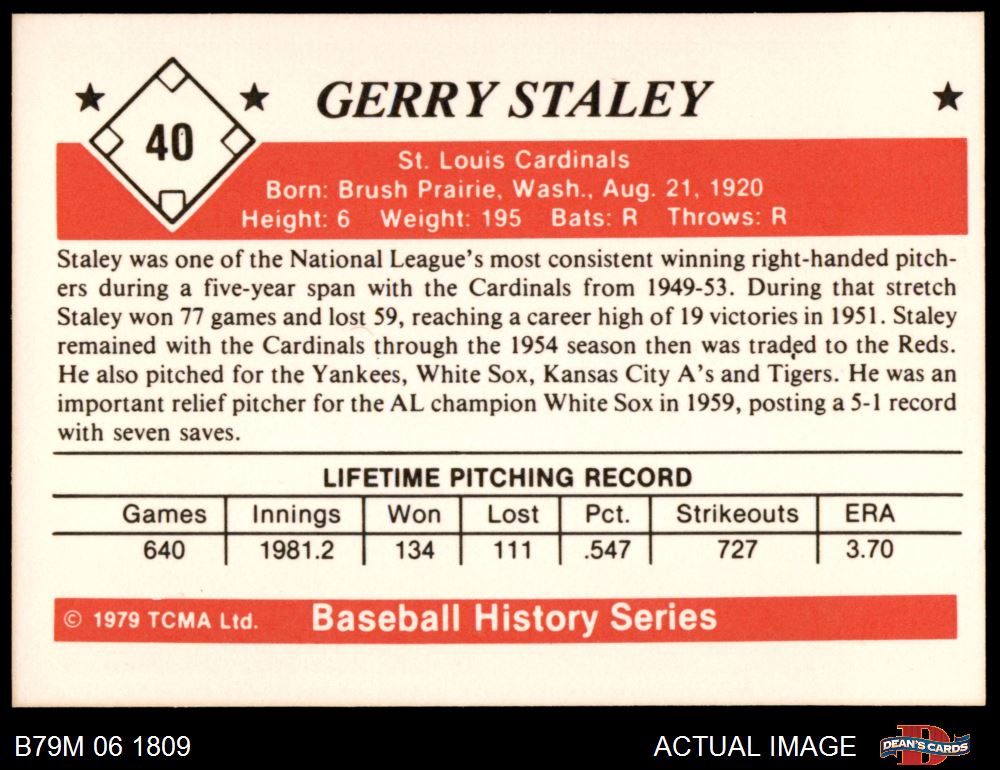 40
GERRY STALEY
St. Louis Cardinals
Born: Brush Prairie, Wash., Aug. 21, 1920
Height: 6 Weight: 195 Bats: R Throws: R
Staley was one of the National League's most consistent winning right-handed pitch-
ers during a five-year span with the Cardinals from 1949-53. During that stretch
Staley won 77 games and lost 59, reaching a career high of 19 victories in 1951. Staley
remained with the Cardinals through the 1954 season then was traded to the Reds.
He also pitched for the Yankees, White Sox, Kansas City A's and Tigers. He was an
important relief pitcher for the AL champion White Sox in 1959, posting a 5-1 record
with seven saves.
LIFETIME PITCHING RECORD
Games Innings Won Lost Pct. Strikeouts ERA
640 1981.2 134 111 .547 727 3.70
© 1979 TCMA Ltd. Baseball History Series
B79M 06 1809 ACTUAL IMAGE D DEAN'S CARDS